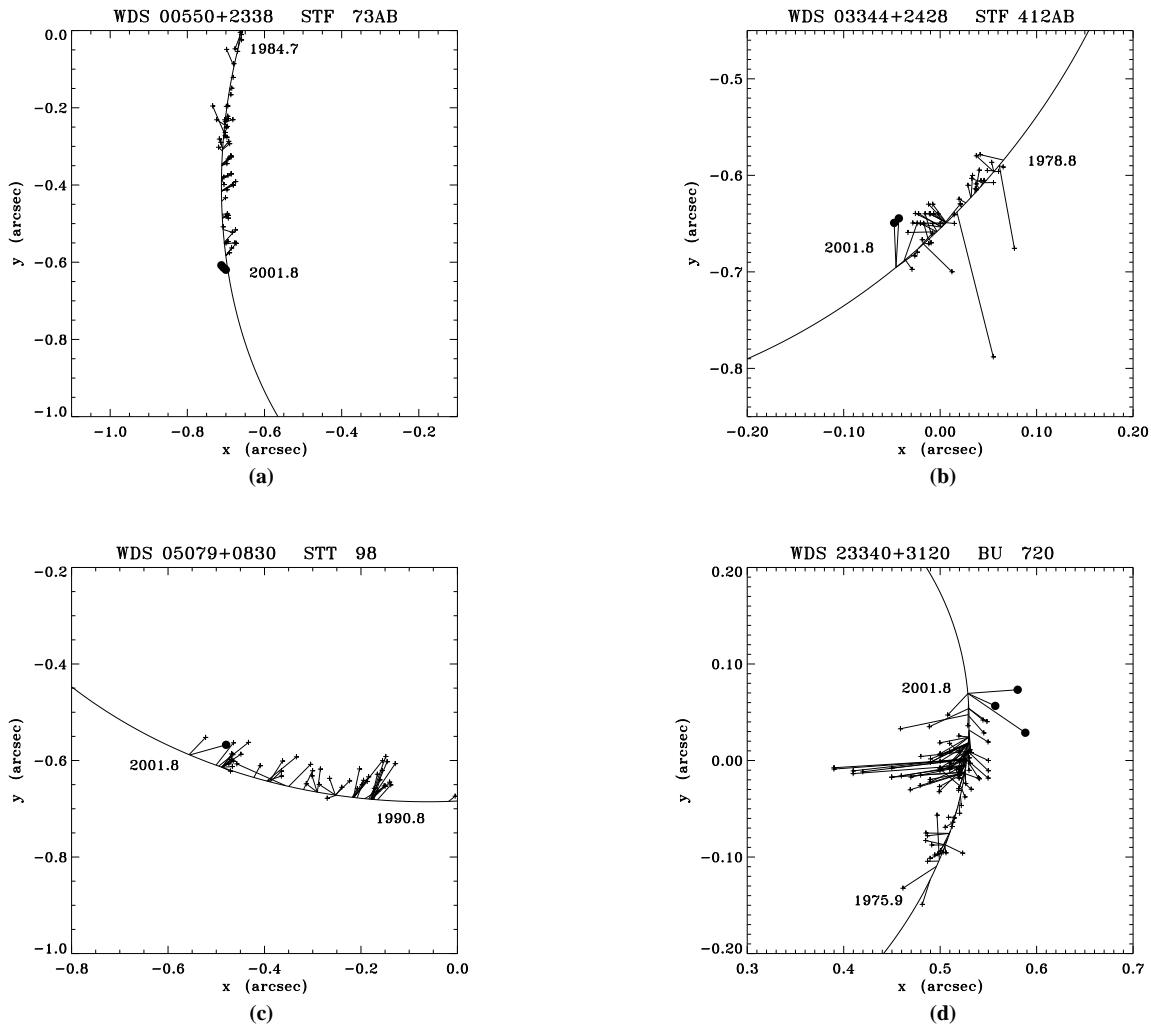 WDS 00550+2338 STF 73AB
0.0
-0.2
-0.4
-0.6
-0.8
-1.0
y (arcsec)
1984.7
2001.8
-1.0 -0.8 -0.6 -0.4 -0.2
x (arcsec)
(a)
WDS 03344+2428 STF 412AB
-0.5
-0.6
-0.7
-0.8
y (arcsec)
1978.8
2001.8
-0.20 -0.10 0.00 0.10 0.20
x (arcsec)
(b)
WDS 05079+0830 STT 98
-0.2
-0.4
-0.6
-0.8
-1.0
y (arcsec)
2001.8
1990.8
-0.8 -0.6 -0.4 -0.2 0.0
x (arcsec)
(c)
WDS 23340+3120 BU 720
0.20
0.10
0.00
-0.10
-0.20
y (arcsec)
2001.8
1975.9
0.3 0.4 0.5 0.6 0.7
x (arcsec)
(d)